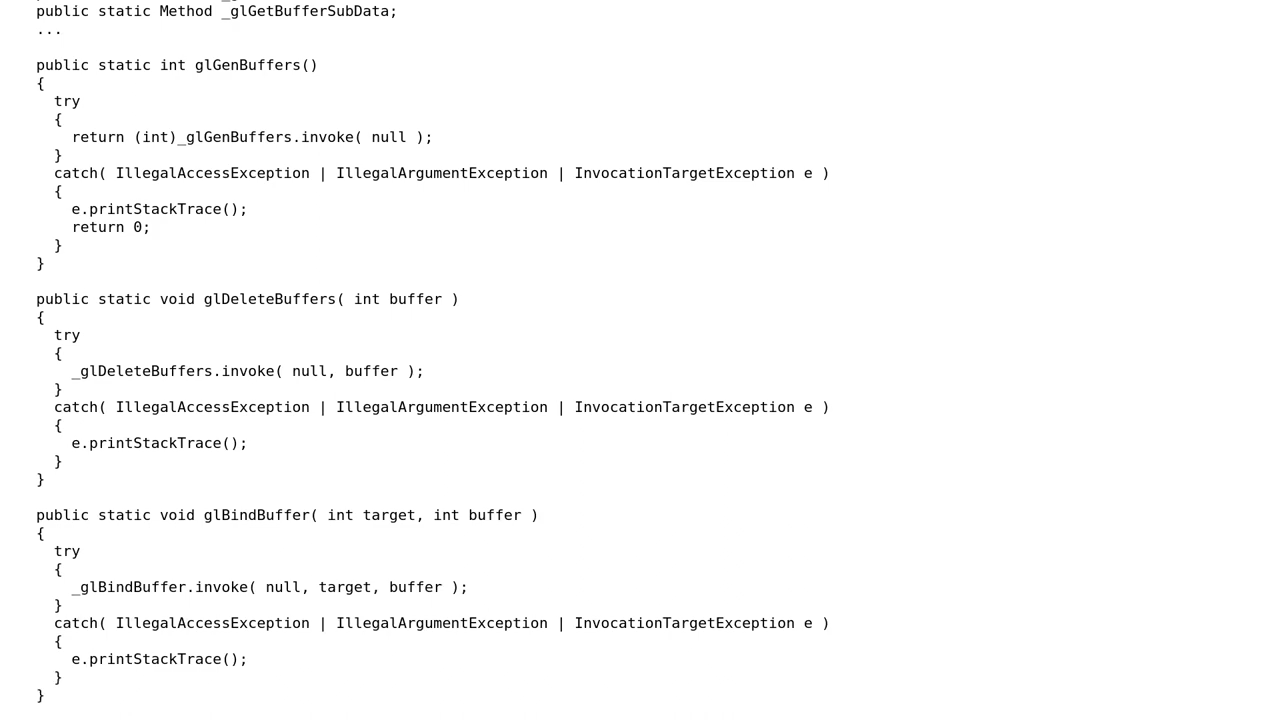 public static Method _glGetBufferSubData;
...
public static int glGenBuffers()
{
try
{
return (int)_glGenBuffers.invoke( null );
}
catch( IllegalAccessException | IllegalArgumentException | InvocationTargetException e )
{
e.printStackTrace();
return 0;
}
}
public static void glDeleteBuffers( int buffer )
{
try
{
_glDeleteBuffers.invoke( null, buffer );
}
catch( IllegalAccessException | IllegalArgumentException | InvocationTargetException e )
{
e.printStackTrace();
}
}
public static void glBindBuffer( int target, int buffer )
{
try
{
_glBindBuffer.invoke( null, target, buffer );
}
catch( IllegalAccessException | IllegalArgumentException | InvocationTargetException e )
{
e.printStackTrace();
}
}